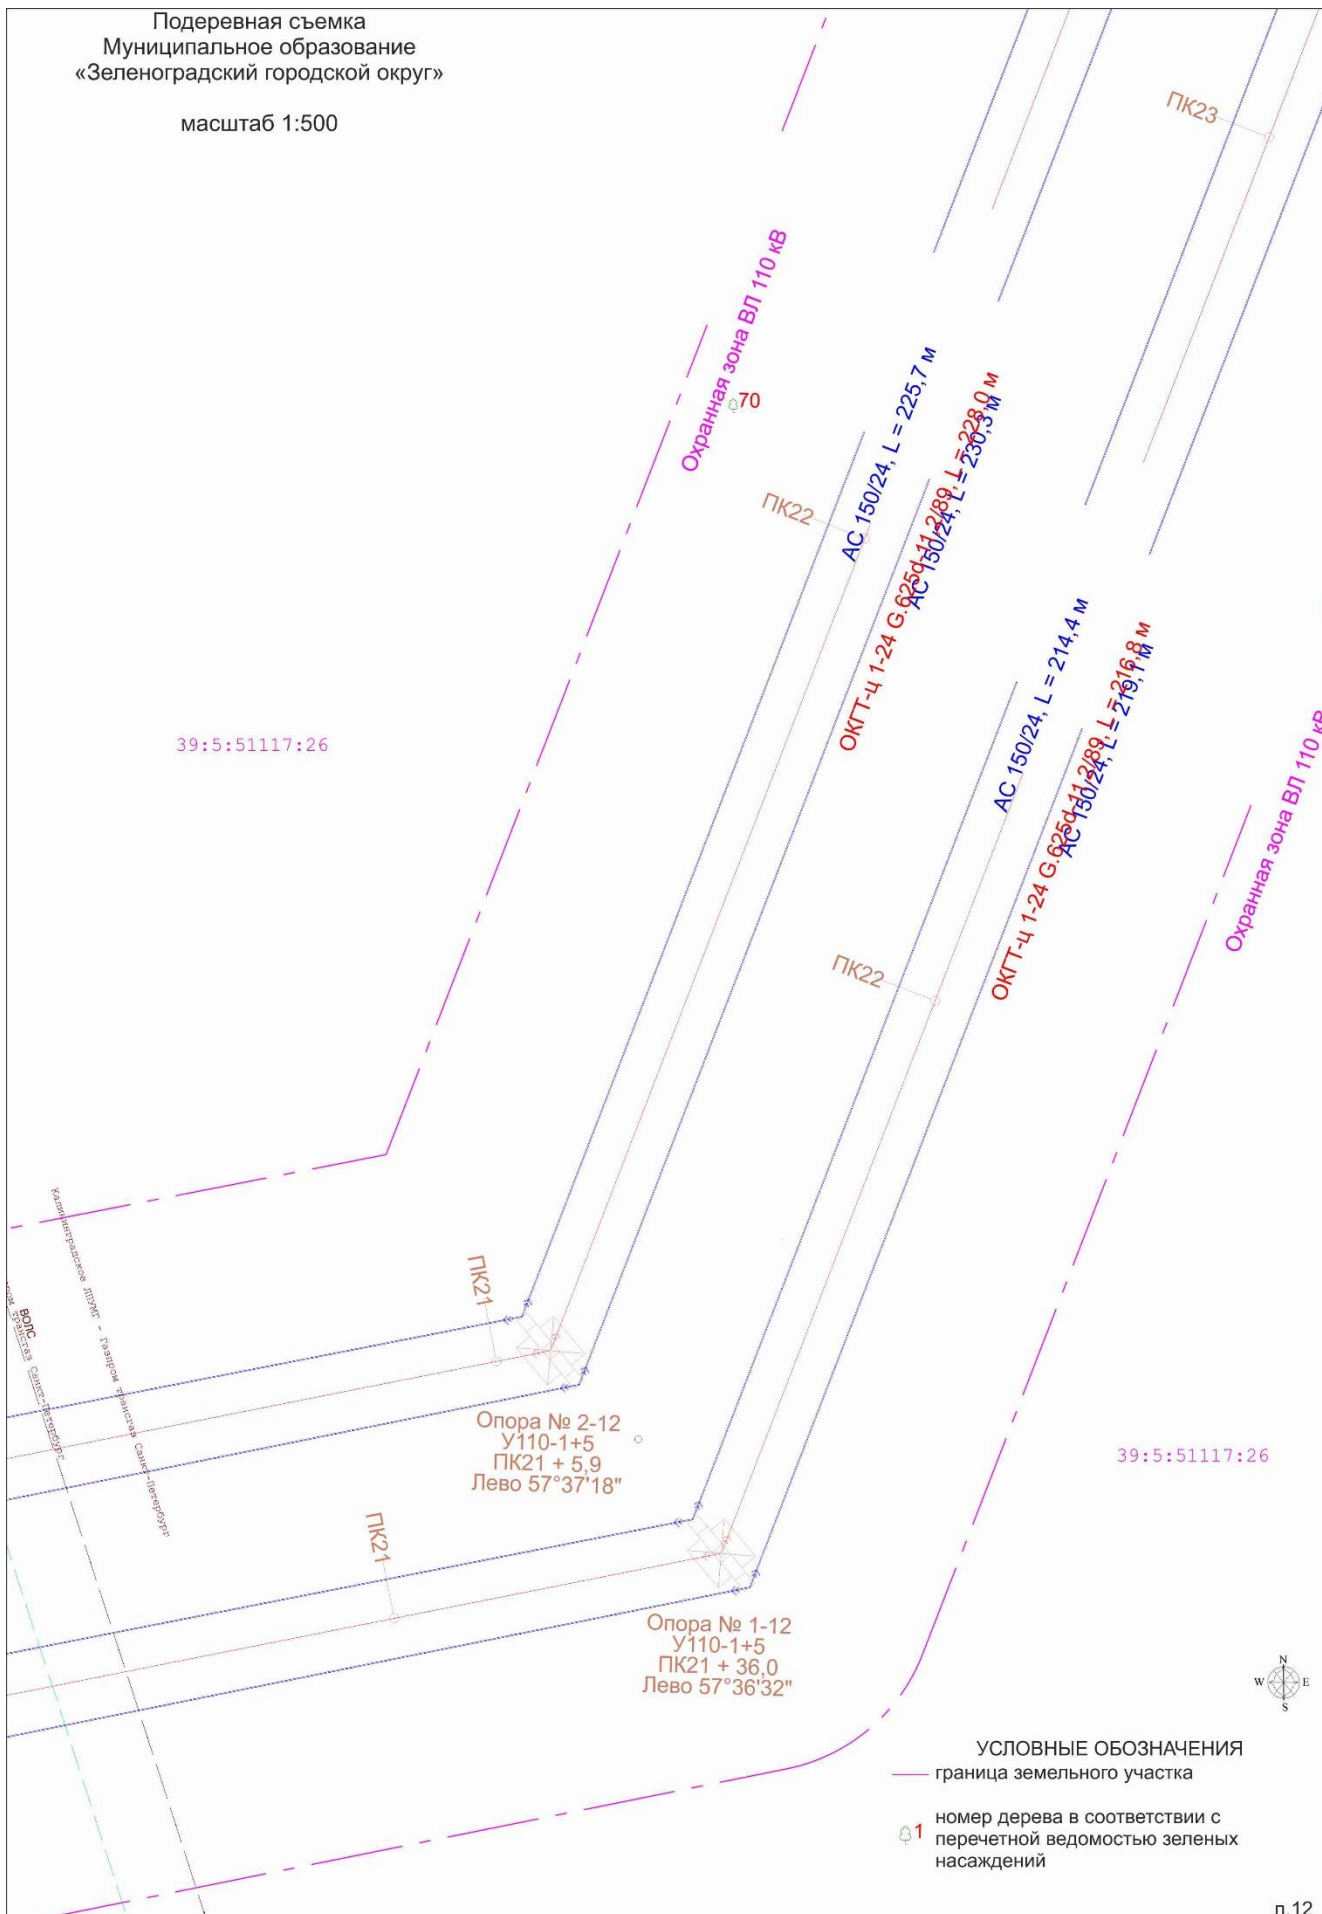 Подеревная съемка
Муниципальное образование
«Зеленоградский городской округ»
масштаб 1:500
ПК23
Охранная зона ВЛ 110 кВ
70
АС 150/24, L = 225,7 м
ОКГТ-ц 1-24 G.625d-11,2/89, L = 228,0 м
АС 150/24, L = 230,3 м
ПК22
АС 150/24, L = 214,4 м
ОКГТ-ц 1-24 G.625d-11,2/89, L = 216,8 м
АС 150/24, L = 219,1 м
39:5:51117:26
Охранная зона ВЛ 110 кВ
ПК22
Калининградское ЛПУМГ - Газпром трансгаз Санкт-Петербург
ВОЛС
трансгаз Санкт-Петербург
ПК21
Опора № 2-12
У110-1+5
ПК21 + 5,9
Лево 57°37'18"
39:5:51117:26
ПК21
Опора № 1-12
У110-1+5
ПК21 + 36,0
Лево 57°36'32"
N
W E
S
УСЛОВНЫЕ ОБОЗНАЧЕНИЯ
граница земельного участка
1 номер дерева в соответствии с
перечетной ведомостью зеленых
насаждений
л.12